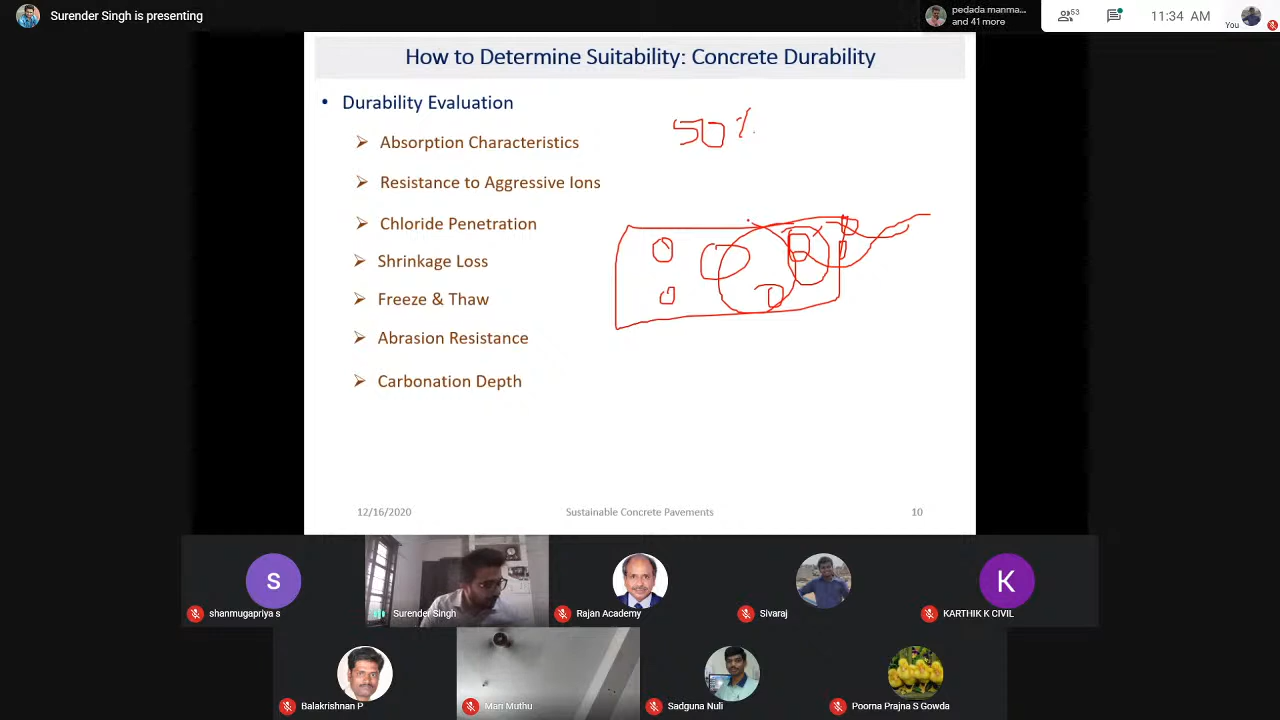 Surender Singh is presenting
pedada manma...
and 41 more
53
11:34 AM
You
How to Determine Suitability: Concrete Durability
• Durability Evaluation
50%
➢ Absorption Characteristics
➢ Resistance to Aggressive Ions
➢ Chloride Penetration
➢ Shrinkage Loss
➢ Freeze & Thaw
➢ Abrasion Resistance
➢ Carbonation Depth
12/16/2020 Sustainable Concrete Pavements 10
s
K
shanmugapriya s
Surender Singh
Rajan Academy
Sivaraj
KARTHIK K CIVIL
Balakrishnan P
Mari Muthu
Sadguna Nuli
Poorna Prajna S Gowda